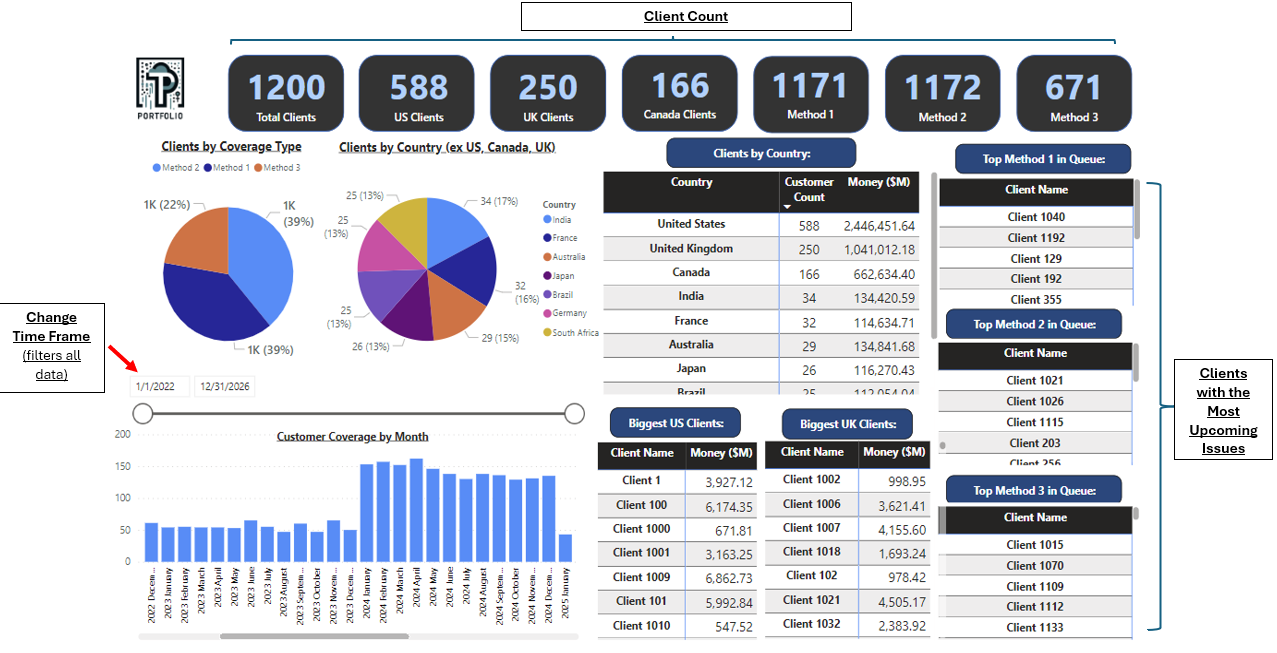 Client Count
PORTFOLIO
1200
Total Clients
588
US Clients
250
UK Clients
166
Canada Clients
1171
Method 1
1172
Method 2
671
Method 3
Clients by Coverage Type
Method 2 Method 1 Method 3
1K (22%)
1K
(39%)
1K (39%)
Clients by Country (ex US, Canada, UK)
25 (13%)
34 (17%)
25
(13%)
32
(16%)
25
(13%)
26 (13%)
29 (15%)
Country
India
France
Australia
Japan
Brazil
Germany
South Africa
Clients by Country:
Country Customer Count Money ($M)
United States 588 2,446,451.64
United Kingdom 250 1,041,012.18
Canada 166 662,634.40
India 34 134,420.59
France 32 114,634.71
Australia 29 134,841.68
Japan 26 116,270.43
Brazil 25 112,054.04
Top Method 1 in Queue:
Client Name
Client 1040
Client 1192
Client 129
Client 192
Client 355
Top Method 2 in Queue:
Client Name
Client 1021
Client 1026
Client 1115
Client 203
Client 256
Top Method 3 in Queue:
Client Name
Client 1015
Client 1070
Client 1109
Client 1112
Client 1133
Clients
with the
Most
Upcoming
Issues
Change
Time Frame
(filters all
data)
1/1/2022 12/31/2026
Customer Coverage by Month
200
150
100
50
0
2022 Decem...
2023 January
2023 February
2023 March
2023 April
2023 May
2023 June
2023 July
2023 August
2023 Septem...
2023 October
2023 Novem...
2023 Decem...
2024 January
2024 February
2024 March
2024 April
2024 May
2024 June
2024 July
2024 August
2024 Septem...
2024 October
2024 Novem...
2024 Decem...
2025 January
Biggest US Clients:
Client Name Money ($M)
Client 1 3,927.12
Client 100 6,174.35
Client 1000 671.81
Client 1001 3,163.25
Client 1009 6,862.73
Client 101 5,992.84
Client 1010 547.52
Biggest UK Clients:
Client Name Money ($M)
Client 1002 998.95
Client 1006 3,621.41
Client 1007 4,155.60
Client 1018 1,693.24
Client 102 978.42
Client 1021 4,505.17
Client 1032 2,383.92